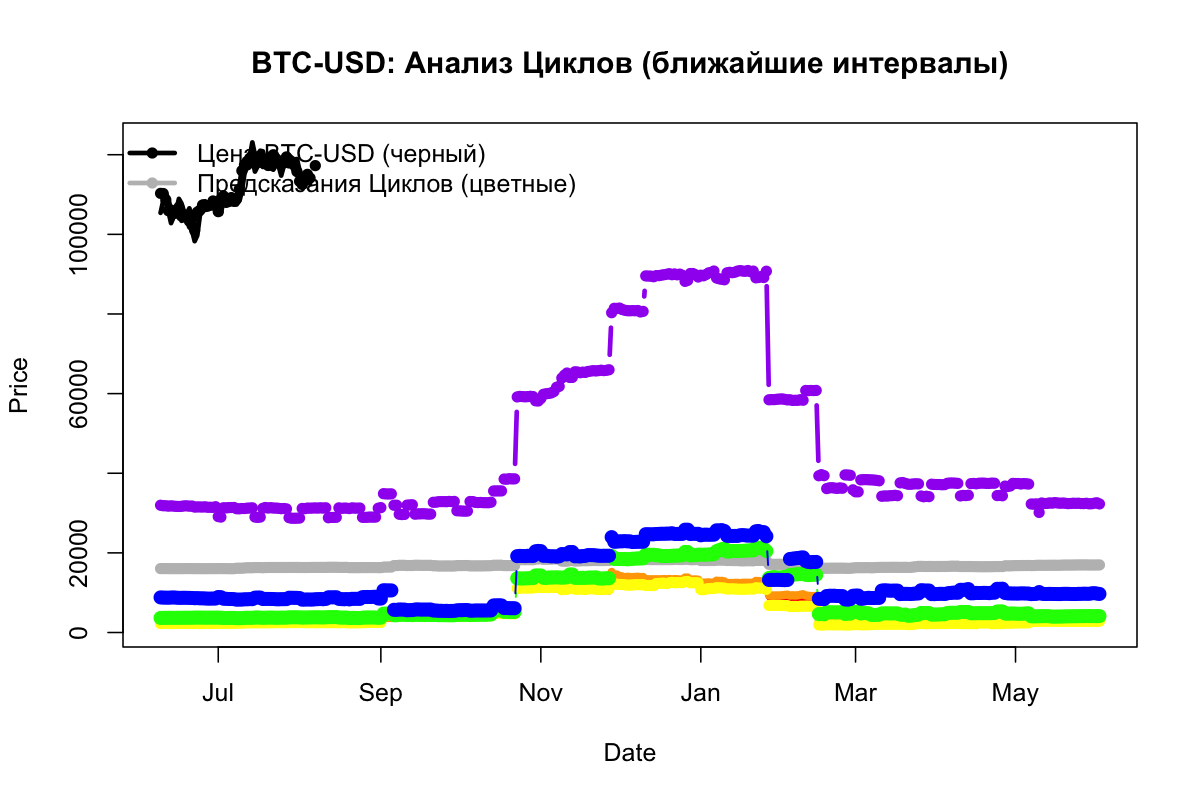 BTC-USD: Анализ Циклов (ближайшие интервалы)
Цена BTC-USD (черный)
Предсказания Циклов (цветные)
Price
100000
60000
20000
0
Jul Sep Nov Jan Mar May
Date